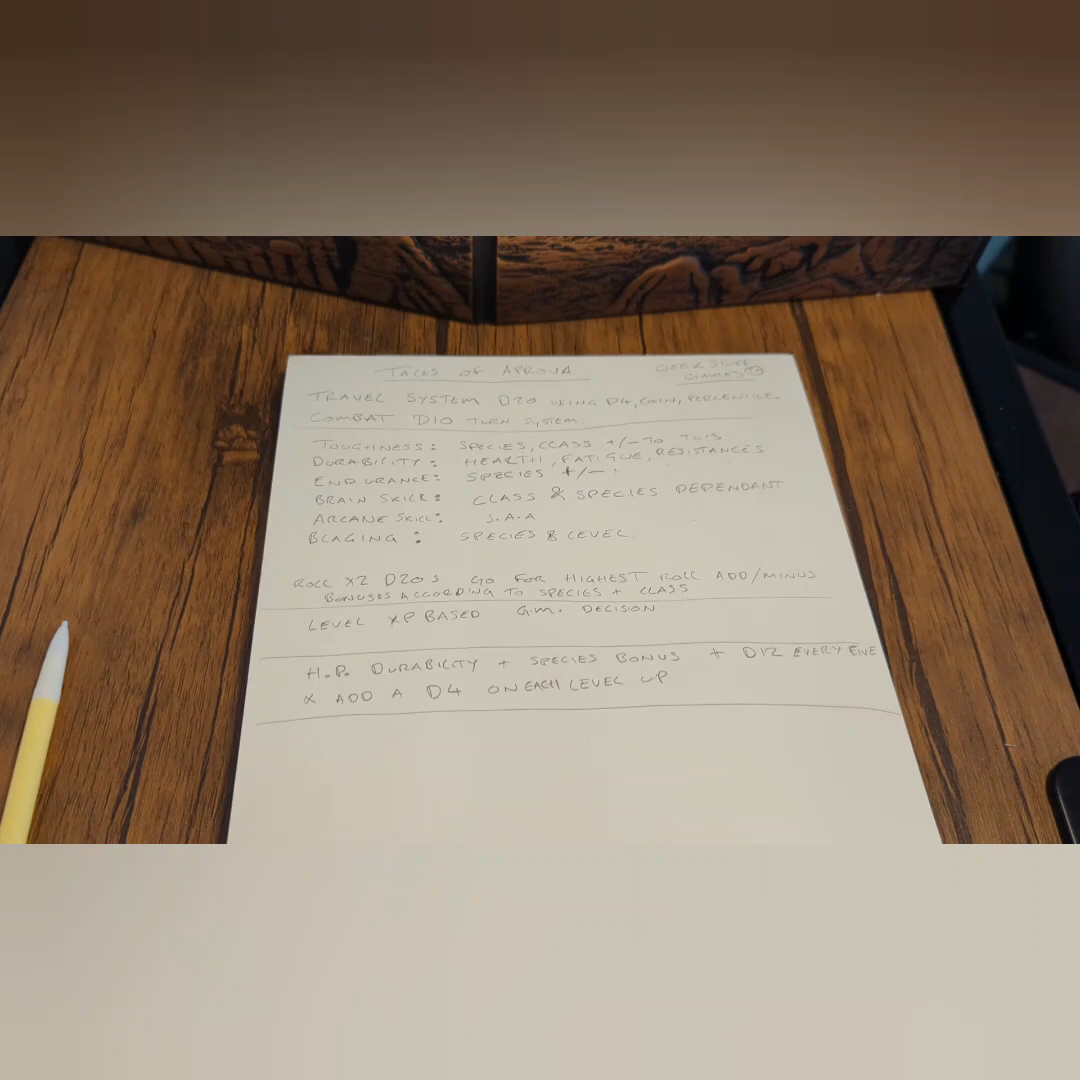 TALES OF APROVA
GEEK STUFF
GAMES
TRAVEL SYSTEM D20 USING D4, COIN, PERCENTILE.
COMBAT D10 TURN SYSTEM.
TOUGHNESS: SPECIES, CLASS +/- TO THIS
DURABILITY: HEALTH, FATIGUE, RESISTANCES
ENDURANCE: SPECIES +/-
BRAIN SKILL: CLASS & SPECIES DEPENDANT
ARCANE SKILL: S.A.A
BLAGING: SPECIES & LEVEL
ROLL X2 D20S GO FOR HIGHEST ROLL ADD/MINUS
BONUSES ACCORDING TO SPECIES + CLASS
LEVEL XP BASED G.M. DECISION
H.P. DURABILITY + SPECIES BONUS + D12 EVERY FIVE
& ADD A D4 ON EACH LEVEL UP